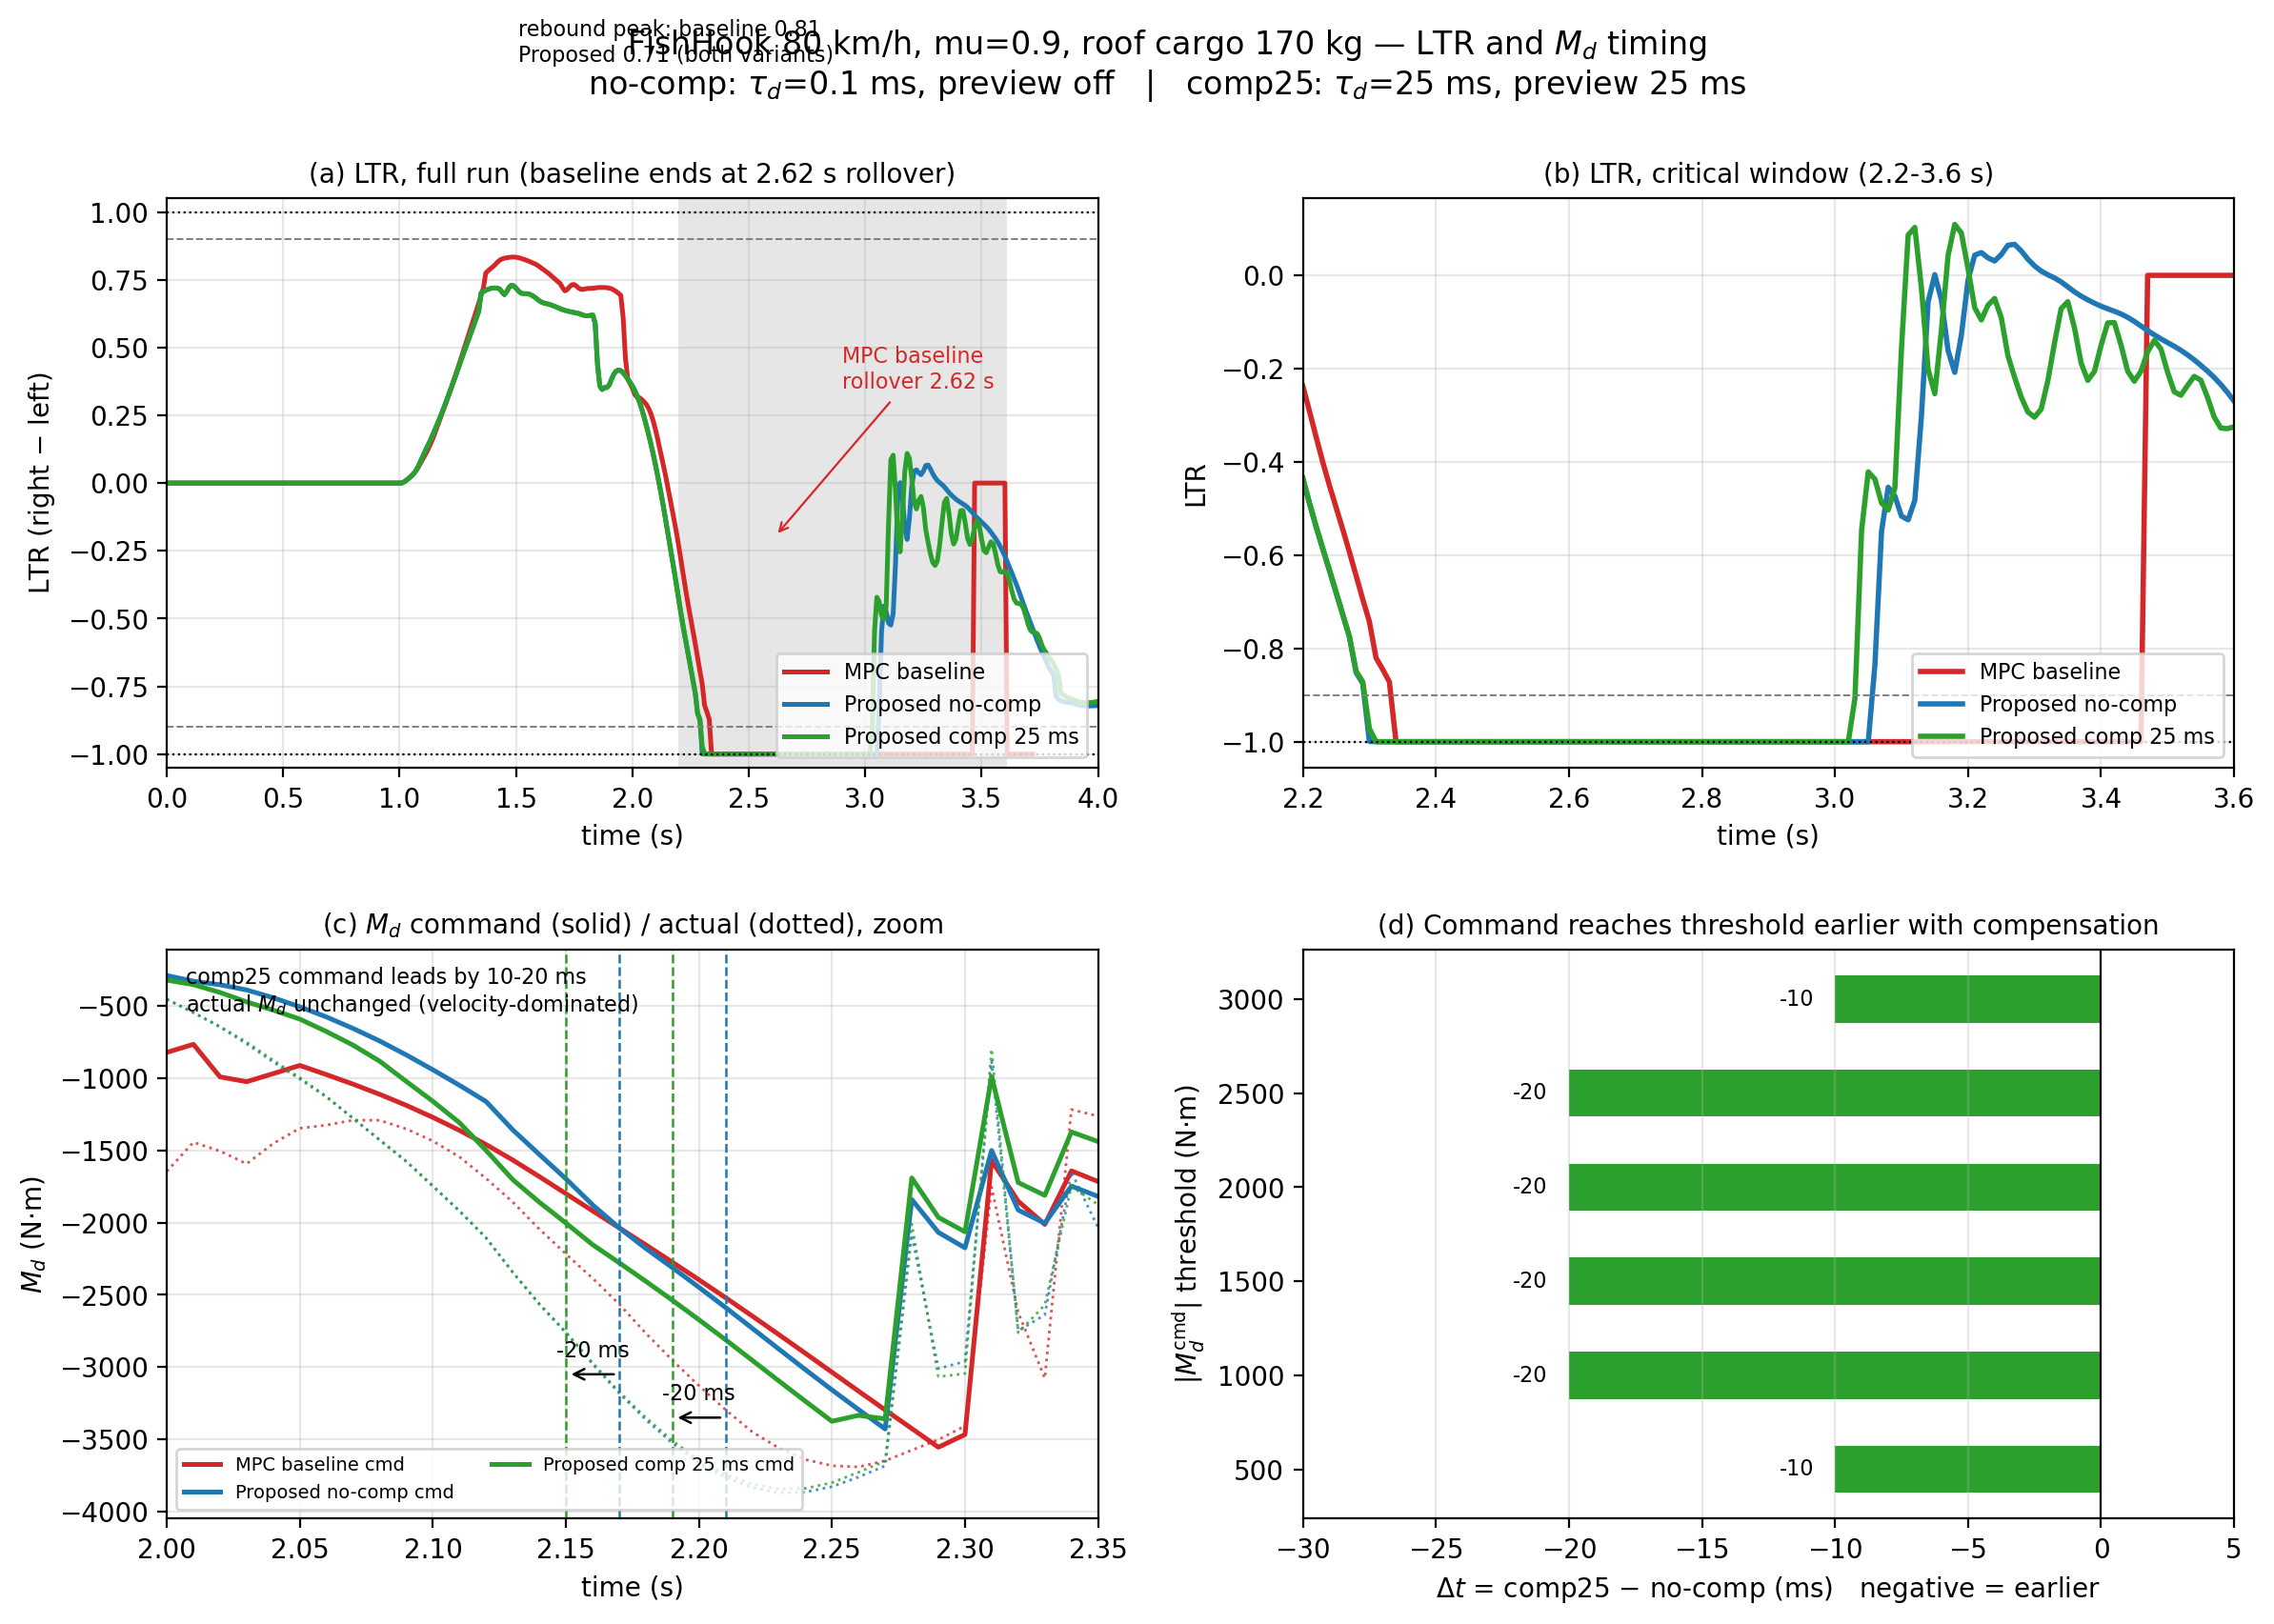 rebound peak: baseline 0.81
Proposed 0.71 (both variants)
FishHook 80 km/h, mu=0.9, roof cargo 170 kg — LTR and M_d timing
no-comp: τ_d=0.1 ms, preview off | comp25: τ_d=25 ms, preview 25 ms
(a) LTR, full run (baseline ends at 2.62 s rollover)
LTR (right − left)
1.00
0.75
0.50
0.25
0.00
−0.25
−0.50
−0.75
−1.00
MPC baseline
rollover 2.62 s
MPC baseline
Proposed no-comp
Proposed comp 25 ms
0.0 0.5 1.0 1.5 2.0 2.5 3.0 3.5 4.0
time (s)
(b) LTR, critical window (2.2-3.6 s)
LTR
0.0
−0.2
−0.4
−0.6
−0.8
−1.0
MPC baseline
Proposed no-comp
Proposed comp 25 ms
2.2 2.4 2.6 2.8 3.0 3.2 3.4 3.6
time (s)
(c) M_d command (solid) / actual (dotted), zoom
M_d (N·m)
−500
−1000
−1500
−2000
−2500
−3000
−3500
−4000
comp25 command leads by 10-20 ms
actual M_d unchanged (velocity-dominated)
-20 ms
-20 ms
MPC baseline cmd
Proposed no-comp cmd
Proposed comp 25 ms cmd
2.00 2.05 2.10 2.15 2.20 2.25 2.30 2.35
time (s)
(d) Command reaches threshold earlier with compensation
|M_d^cmd| threshold (N·m)
3000
2500
2000
1500
1000
500
-10
-20
-20
-20
-20
-10
−30 −25 −20 −15 −10 −5 0 5
Δt = comp25 − no-comp (ms) negative = earlier